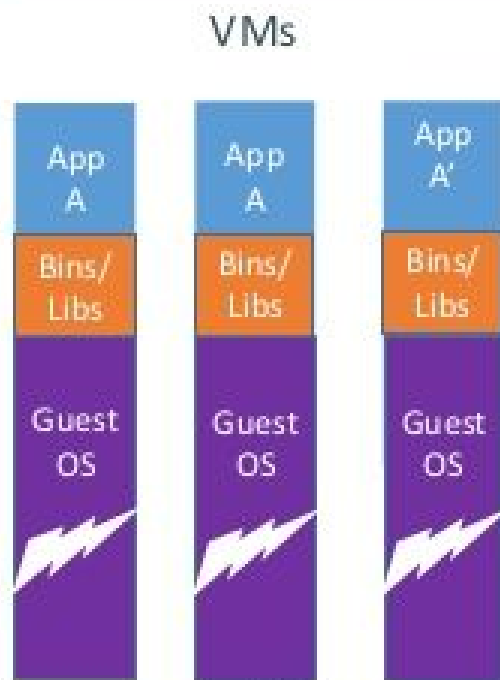 VMs
App
A
Bins/
Libs
Guest
OS
App
A
Bins/
Libs
Guest
OS
App
A'
Bins/
Libs
Guest
OS